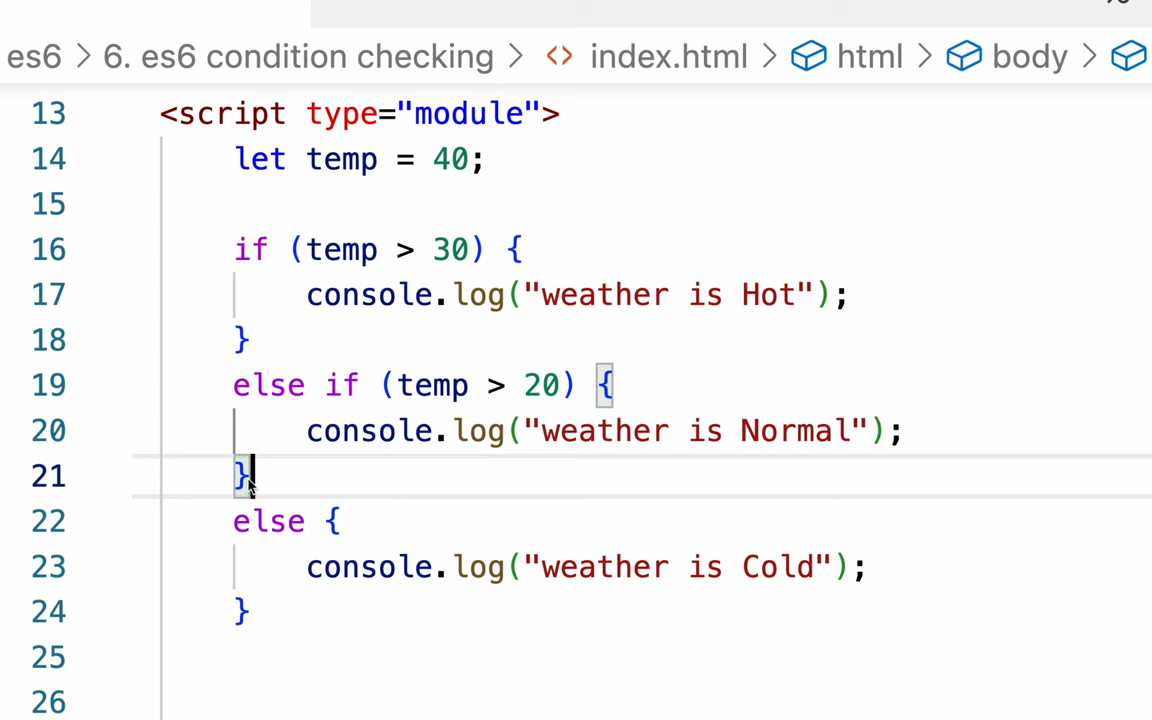 es6 > 6. es6 condition checking > <> index.html > html > body >
13 <script type="module">
14 let temp = 40;
15
16 if (temp > 30) {
17 console.log("weather is Hot");
18 }
19 else if (temp > 20) {
20 console.log("weather is Normal");
21 }
22 else {
23 console.log("weather is Cold");
24 }
25
26